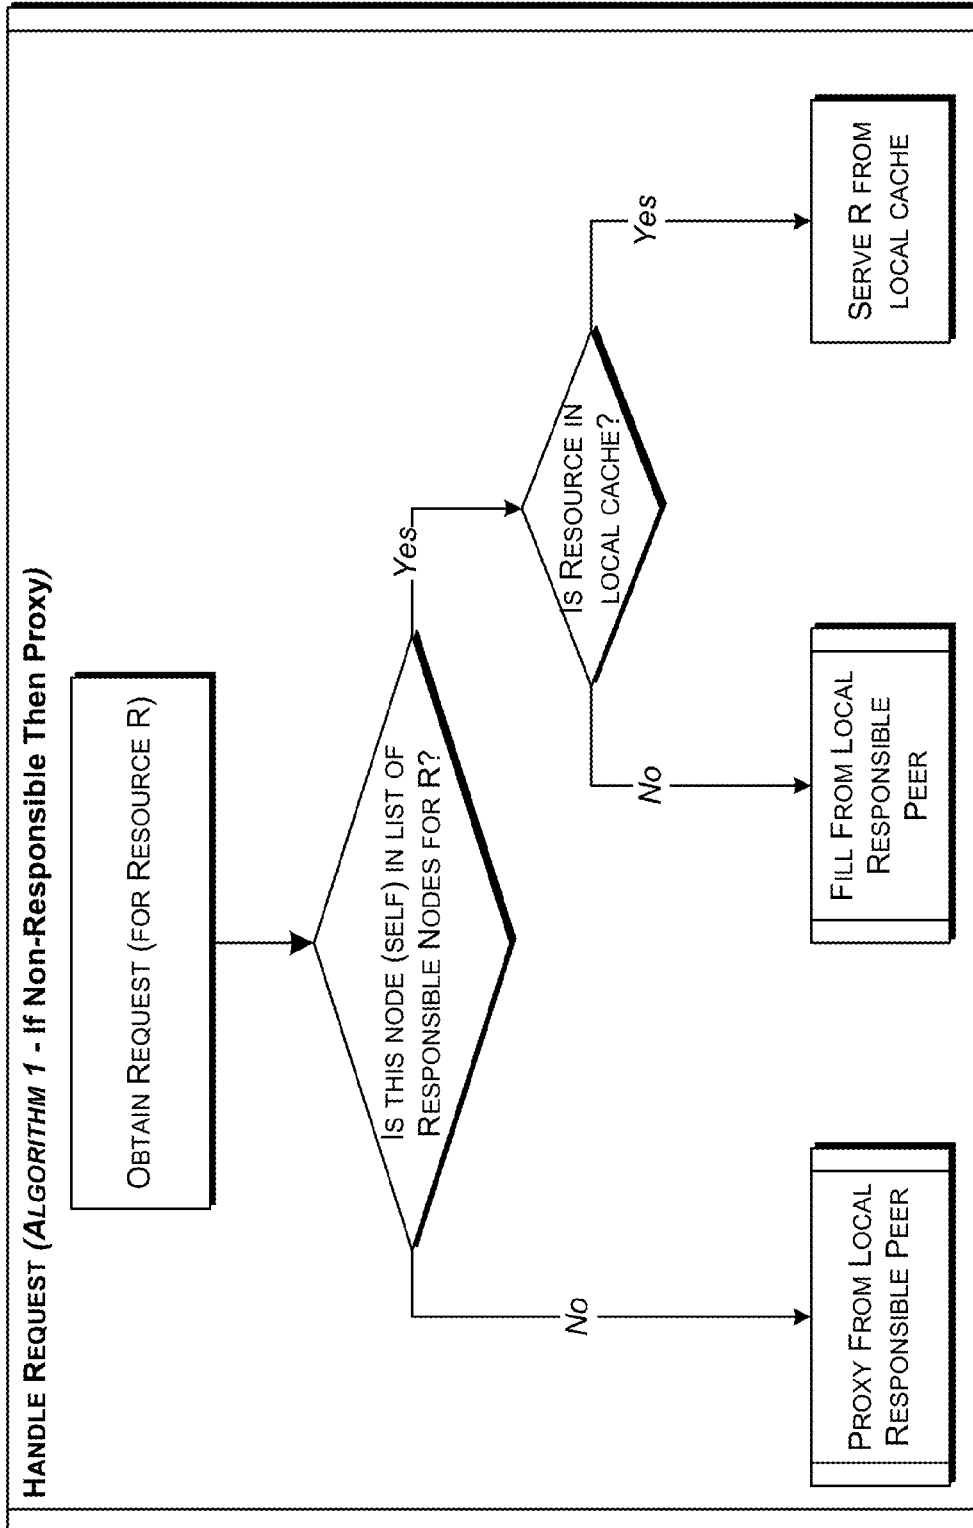 HANDLE REQUEST (ALGORITHM 1 - If Non-Responsible Then Proxy)
OBTAIN REQUEST (FOR RESOURCE R)
IS THIS NODE (SELF) IN LIST OF
RESPONSIBLE NODES FOR R?
Yes
No
IS RESOURCE IN
LOCAL CACHE?
No
Yes
PROXY FROM LOCAL
RESPONSIBLE PEER
FILL FROM LOCAL
RESPONSIBLE
PEER
SERVE R FROM
LOCAL CACHE